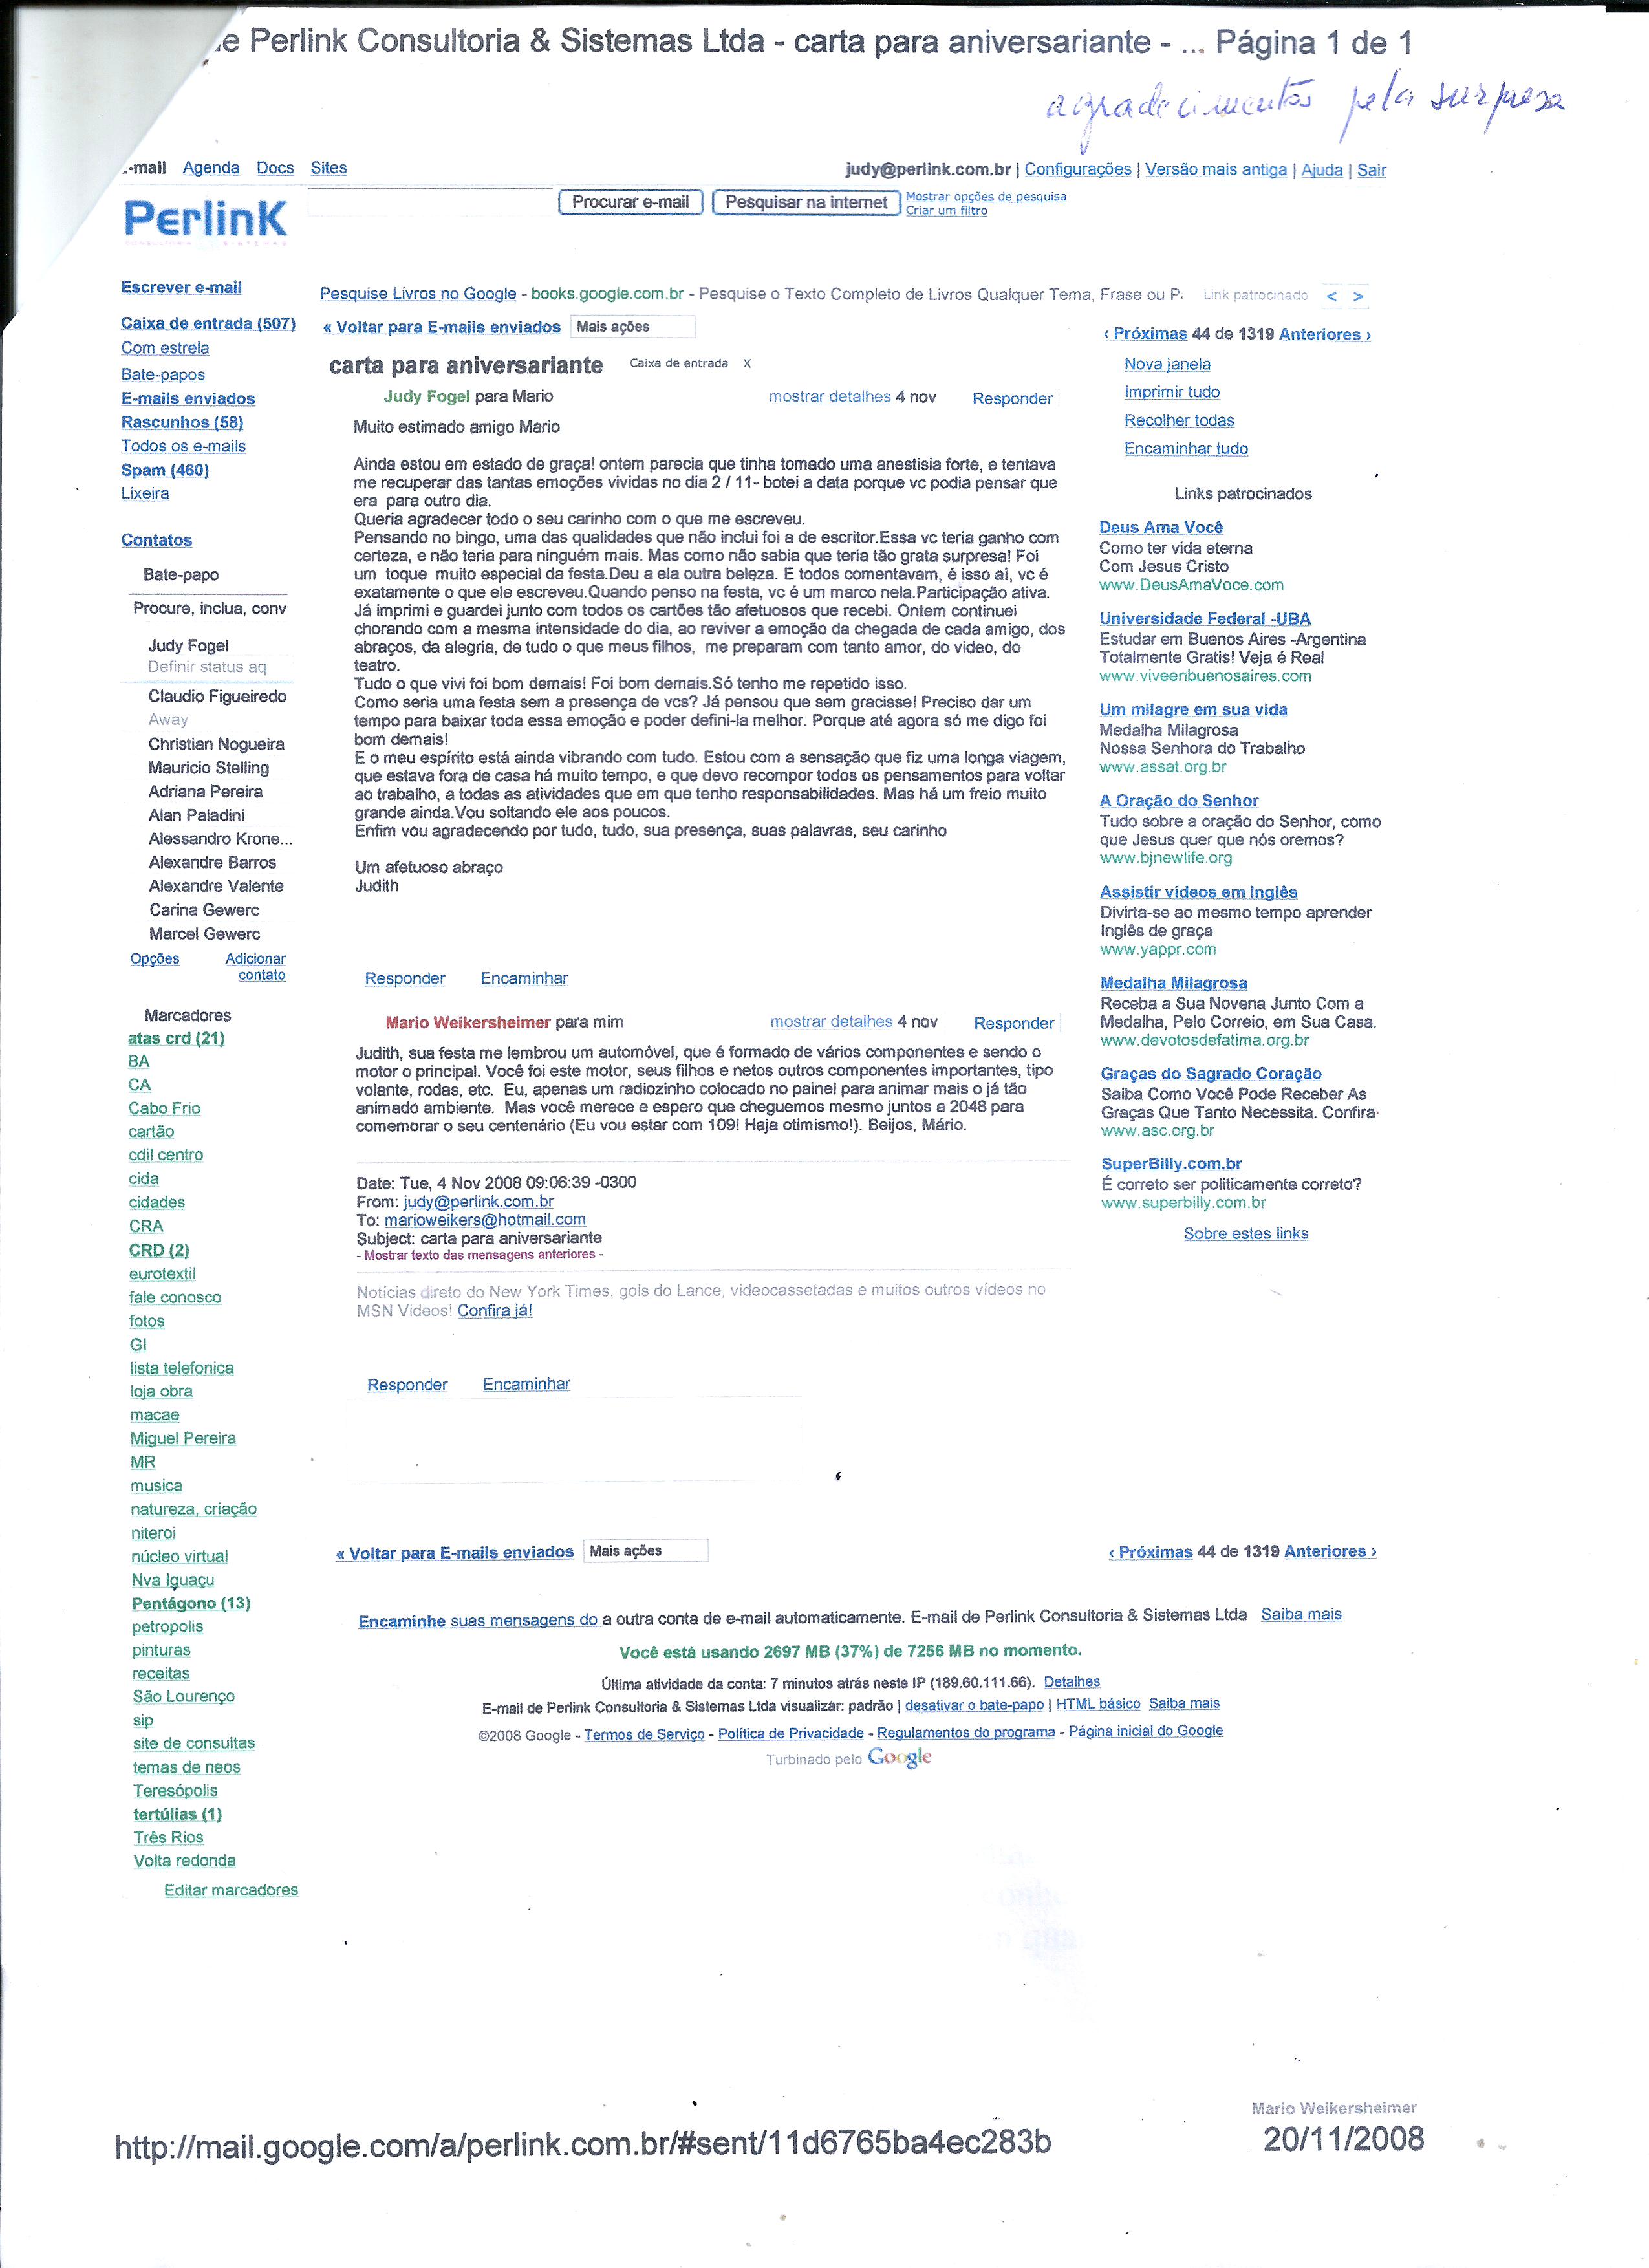 e Perlink Consultoria & Sistemas Ltda - carta para aniversariante - ... Página 1 de 1
agradecimentos pela surpresa
-mail Agenda Docs Sites
judy@perlink.com.br | Configurações | Versão mais antiga | Ajuda | Sair
PerlinK
Procurar e-mail Pesquisar na internet Mostrar opções de pesquisa
Criar um filtro
Escrever e-mail
Caixa de entrada (507)
Com estrela
Bate-papos
E-mails enviados
Rascunhos (58)
Todos os e-mails
Spam (460)
Lixeira
Contatos
Bate-papo
Procure, inclua, conv
Judy Fogel
Definir status aq
Claudio Figueiredo
Away
Christian Nogueira
Mauricio Stelling
Adriana Pereira
Alan Paladini
Alessandro Krone...
Alexandre Barros
Alexandre Valente
Carina Gewerc
Marcel Gewerc
Opções Adicionar
contato
Marcadores
atas crd (21)
BA
CA
Cabo Frio
cartão
cdil centro
cida
cidades
CRA
CRD (2)
eurotextil
fale conosco
fotos
GI
lista telefonica
loja obra
macae
Miguel Pereira
MR
musica
natureza, criação
niteroi
núcleo virtual
Nva Iguaçu
Pentágono (13)
petropolis
pinturas
receitas
São Lourenço
sip
site de consultas
temas de neos
Teresópolis
tertúlias (1)
Três Rios
Volta redonda
Editar marcadores
Pesquise Livros no Google - books.google.com.br - Pesquise o Texto Completo de Livros Qualquer Tema, Frase ou P. Link patrocinado < >
« Voltar para E-mails enviados Mais ações
‹ Próximas 44 de 1319 Anteriores ›
carta para aniversariante Caixa de entrada X
Judy Fogel para Mario mostrar detalhes 4 nov Responder
Muito estimado amigo Mario
Ainda estou em estado de graça! ontem parecia que tinha tomado uma anestisia forte, e tentava
me recuperar das tantas emoções vividas no dia 2 / 11- botei a data porque vc podia pensar que
era para outro dia.
Queria agradecer todo o seu carinho com o que me escreveu.
Pensando no bingo, uma das qualidades que não inclui foi a de escritor.Essa vc teria ganho com
certeza, e não teria para ninguém mais. Mas como não sabia que teria tão grata surpresa! Foi
um toque muito especial da festa.Deu a ela outra beleza. E todos comentavam, é isso aí, vc é
exatamente o que ele escreveu.Quando penso na festa, vc é um marco nela.Participação ativa.
Já imprimi e guardei junto com todos os cartões tão afetuosos que recebi. Ontem continuei
chorando com a mesma intensidade do dia, ao reviver a emoção da chegada de cada amigo, dos
abraços, da alegria, de tudo o que meus filhos, me preparam com tanto amor, do video, do
teatro.
Tudo o que vivi foi bom demais! Foi bom demais.Só tenho me repetido isso.
Como seria uma festa sem a presença de vcs? Já pensou que sem gracisse! Preciso dar um
tempo para baixar toda essa emoção e poder defini-la melhor. Porque até agora só me digo foi
bom demais!
E o meu espírito está ainda vibrando com tudo. Estou com a sensação que fiz uma longa viagem,
que estava fora de casa há muito tempo, e que devo recompor todos os pensamentos para voltar
ao trabalho, a todas as atividades que em que tenho responsabilidades. Mas há um freio muito
grande ainda.Vou soltando ele aos poucos.
Enfim vou agradecendo por tudo, tudo, sua presença, suas palavras, seu carinho
Um afetuoso abraço
Judith
Responder Encaminhar
Mario Weikersheimer para mim mostrar detalhes 4 nov Responder
Judith, sua festa me lembrou um automóvel, que é formado de vários componentes e sendo o
motor o principal. Você foi este motor, seus filhos e netos outros componentes importantes, tipo
volante, rodas, etc. Eu, apenas um radiozinho colocado no painel para animar mais o já tão
animado ambiente. Mas você merece e espero que cheguemos mesmo juntos a 2048 para
comemorar o seu centenário (Eu vou estar com 109! Haja otimismo!). Beijos, Mário.
Date: Tue, 4 Nov 2008 09:06:39 -0300
From: judy@perlink.com.br
To: marioweikers@hotmail.com
Subject: carta para aniversariante
- Mostrar texto das mensagens anteriores -
Notícias direto do New York Times, gols do Lance, videocassetadas e muitos outros vídeos no
MSN Videos! Confira já!
Responder Encaminhar
Nova janela
Imprimir tudo
Recolher todas
Encaminhar tudo
Links patrocinados
Deus Ama Você
Como ter vida eterna
Com Jesus Cristo
www.DeusAmaVoce.com
Universidade Federal -UBA
Estudar em Buenos Aires -Argentina
Totalmente Gratis! Veja é Real
www.viveenbuenosaires.com
Um milagre em sua vida
Medalha Milagrosa
Nossa Senhora do Trabalho
www.assat.org.br
A Oração do Senhor
Tudo sobre a oração do Senhor, como
que Jesus quer que nós oremos?
www.bjnewlife.org
Assistir vídeos em Inglês
Divirta-se ao mesmo tempo aprender
Inglês de graça
www.yappr.com
Medalha Milagrosa
Receba a Sua Novena Junto Com a
Medalha, Pelo Correio, em Sua Casa.
www.devotosdefatima.org.br
Graças do Sagrado Coração
Saiba Como Você Pode Receber As
Graças Que Tanto Necessita. Confira
www.asc.org.br
SuperBilly.com.br
É correto ser politicamente correto?
www.superbilly.com.br
Sobre estes links
« Voltar para E-mails enviados Mais ações
‹ Próximas 44 de 1319 Anteriores ›
Encaminhe suas mensagens do a outra conta de e-mail automaticamente. E-mail de Perlink Consultoria & Sistemas Ltda Saiba mais
Você está usando 2697 MB (37%) de 7256 MB no momento.
Última atividade da conta: 7 minutos atrás neste IP (189.60.111.66). Detalhes
E-mail de Perlink Consultoria & Sistemas Ltda visualizar: padrão | desativar o bate-papo | HTML básico Saiba mais
©2008 Google - Termos de Serviço - Política de Privacidade - Regulamentos do programa - Página inicial do Google
Turbinado pelo Google
Mario Weikersheimer
http://mail.google.com/a/perlink.com.br/#sent/11d6765ba4ec283b
20/11/2008